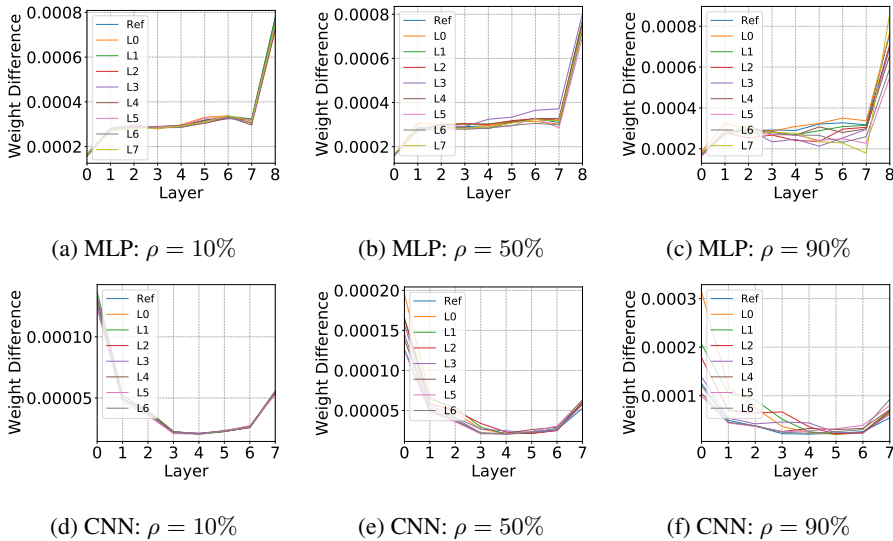 0.0008
0.0006
0.0004
0.0002
Weight Difference
Ref
L0
L1
L2
L3
L4
L5
L6
L7
0 1 2 3 4 5 6 7 8
Layer
(a) MLP: ρ = 10%
0.0008
0.0006
0.0004
0.0002
Weight Difference
Ref
L0
L1
L2
L3
L4
L5
L6
L7
0 1 2 3 4 5 6 7 8
Layer
(b) MLP: ρ = 50%
0.0008
0.0006
0.0004
0.0002
Weight Difference
Ref
L0
L1
L2
L3
L4
L5
L6
L7
0 1 2 3 4 5 6 7 8
Layer
(c) MLP: ρ = 90%
0.00010
0.00005
Weight Difference
Ref
L0
L1
L2
L3
L4
L5
L6
0 1 2 3 4 5 6 7
Layer
(d) CNN: ρ = 10%
0.00020
0.00015
0.00010
0.00005
Weight Difference
Ref
L0
L1
L2
L3
L4
L5
L6
0 1 2 3 4 5 6 7
Layer
(e) CNN: ρ = 50%
0.0003
0.0002
0.0001
Weight Difference
Ref
L0
L1
L2
L3
L4
L5
L6
0 1 2 3 4 5 6 7
Layer
(f) CNN: ρ = 90%